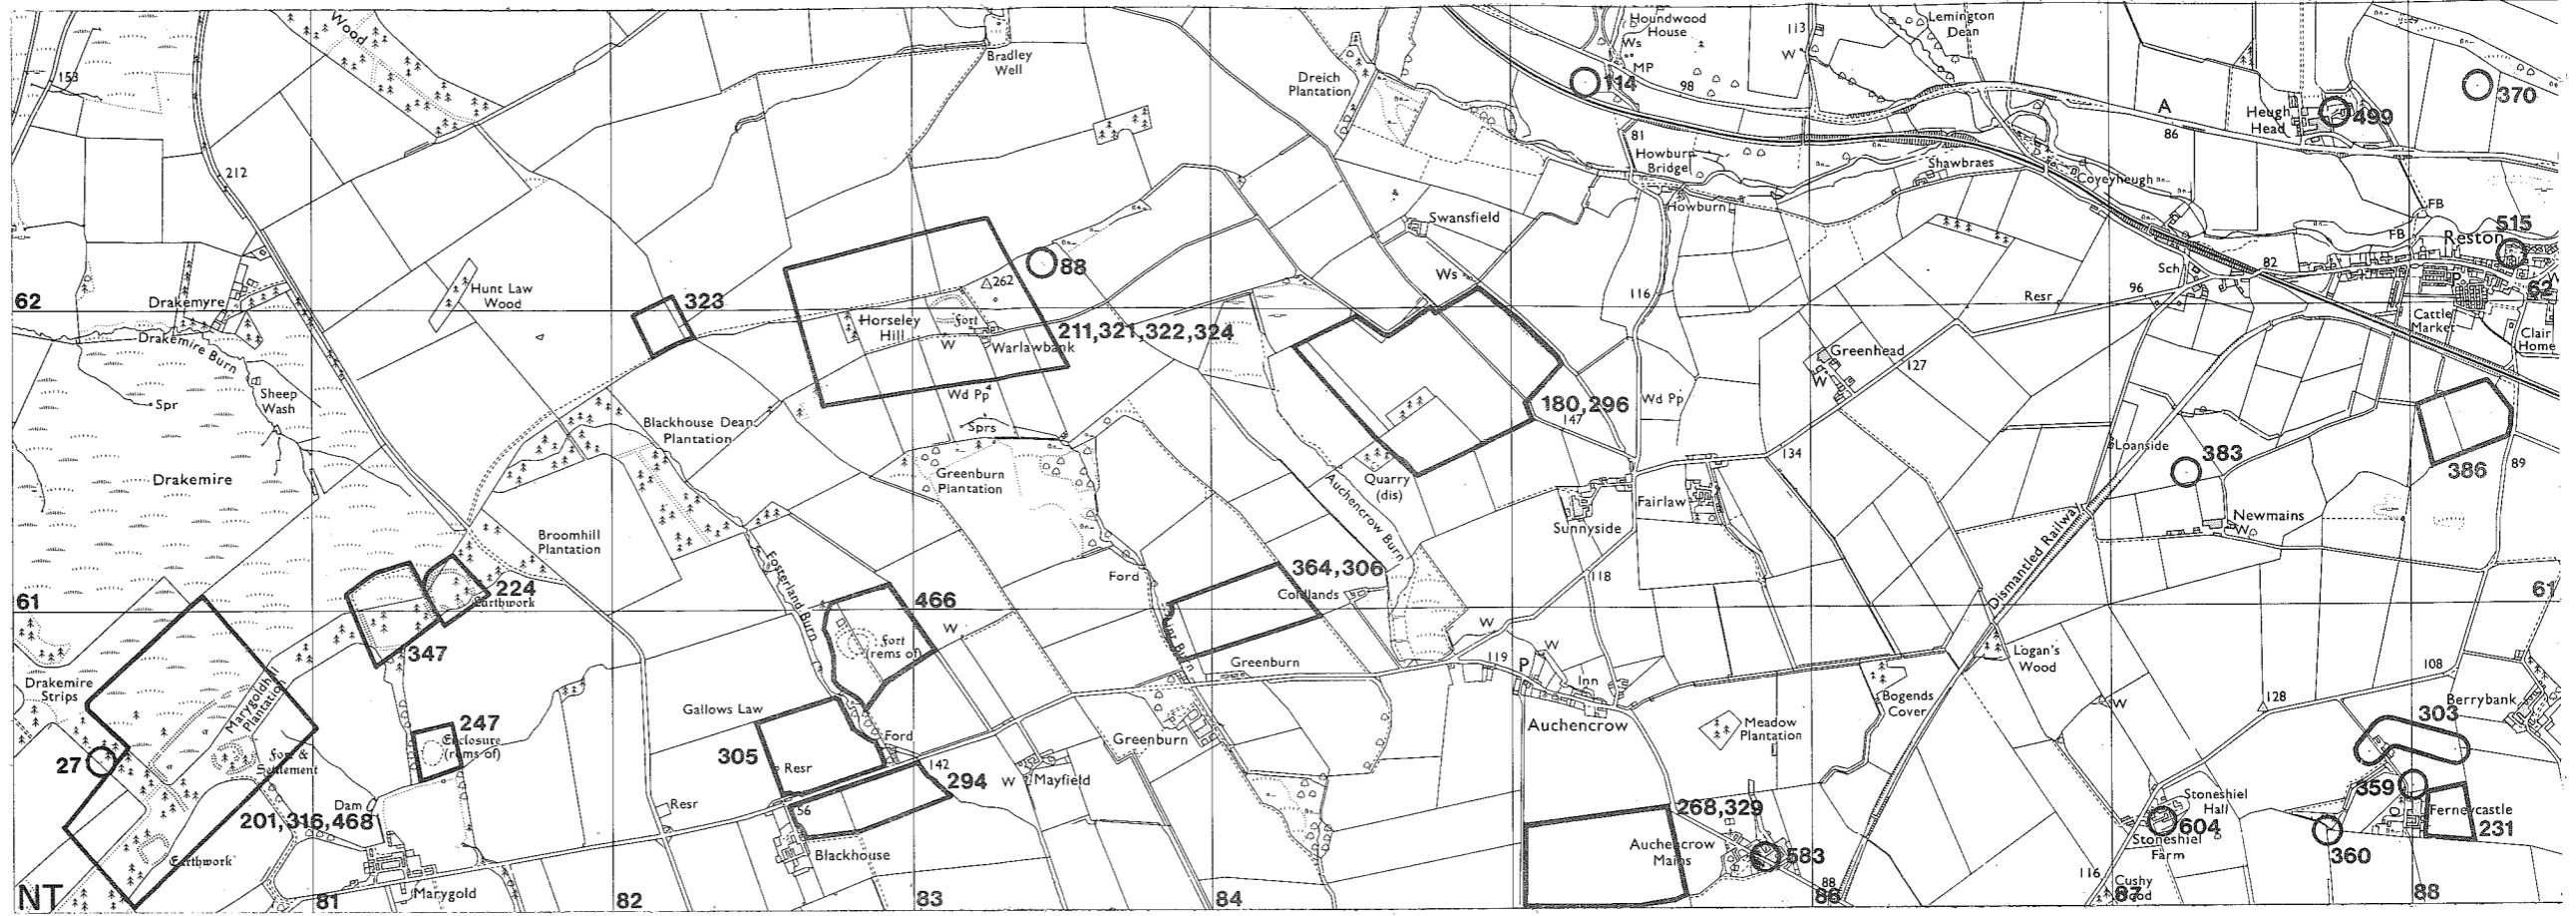 Wood
153
Bradley
Well
Dreich
Plantation
Houndwood
House
Ws
MP
114
98
113
W
Lemington
Dean
A
86
Heugh
Head
499
370
212
81
Howburn
Bridge
Howburn
Shawbraes
Coveyheugh
FB
FB
Reston
515
Swansfield
Ws
Hunt Law
Wood
Drakemyre
62
323
88
262
Horseley
Hill
Fort
W
Warlawbank
211,321,322,324
Wd Pp
116
Sch
82
Resr
96
P
62
Cattle
Market
Clair
Home
Drakemire Burn
Sheep
Wash
Spr
Drakemire
Blackhouse Dean
Plantation
Sprs
Greenburn
Plantation
180,296
147
Wd Pp
Greenhead
W
127
134
Quarry
(dis)
Auchencrow Burn
Sunnyside
Fairlaw
Loanside
383
386
89
Newmains
W
Dismantled Railway
Broomhill
Plantation
Fosterland Burn
Ford
364,306
Coldlands
118
61
224
Earthwork
347
466
Fort
(rems of)
W
Greenburn
W
119
P
W
Inn
Auchencrow
61
Logan's
Wood
Bogends
Cover
Meadow
Plantation
W
128
108
Berrybank
303
Drakemire
Strips
Marygoldhill
Plantation
27
Fort &
Settlement
247
Enclosure
(rems of)
Gallows Law
305
Resr
Ford
142
294
W
Mayfield
Greenburn
201,316,468
Dam
Earthwork
Resr
56
Blackhouse
Marygold
268,329
Auchencrow
Mains
583
88
Stoneshiel
Hall
604
Stoneshiel
Farm
359
Ferneycastle
231
360
116
Cushy
Wood
NT
81
82
83
84
86
87
88